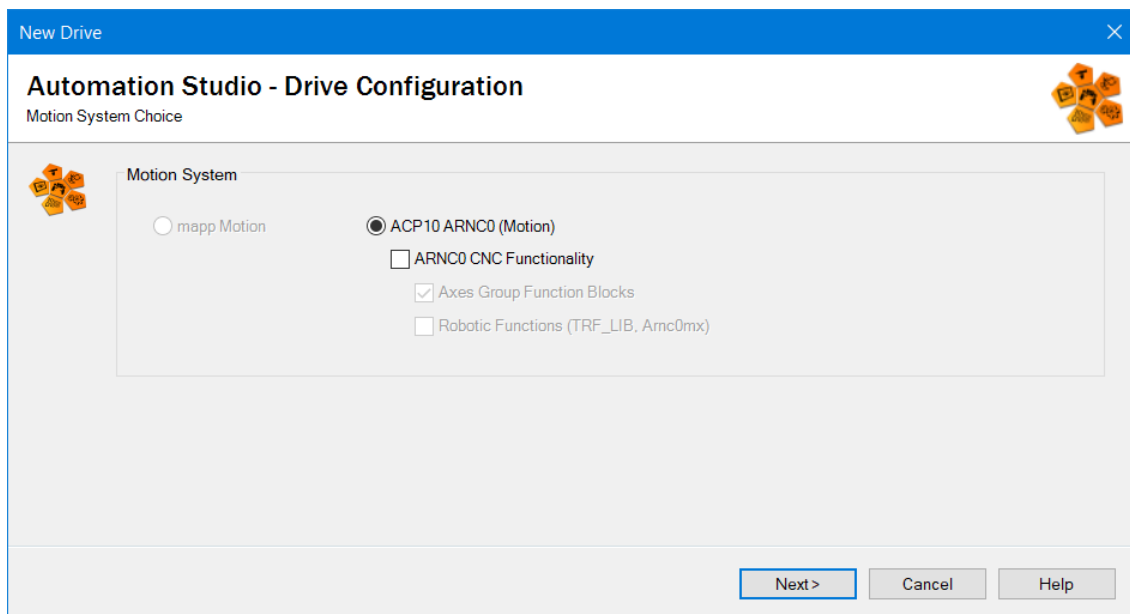 New Drive
Automation Studio - Drive Configuration
Motion System Choice
Motion System
mapp Motion
ACP10 ARNC0 (Motion)
ARNC0 CNC Functionality
Axes Group Function Blocks
Robotic Functions (TRF_LIB, Arnc0mx)
Next>
Cancel
Help